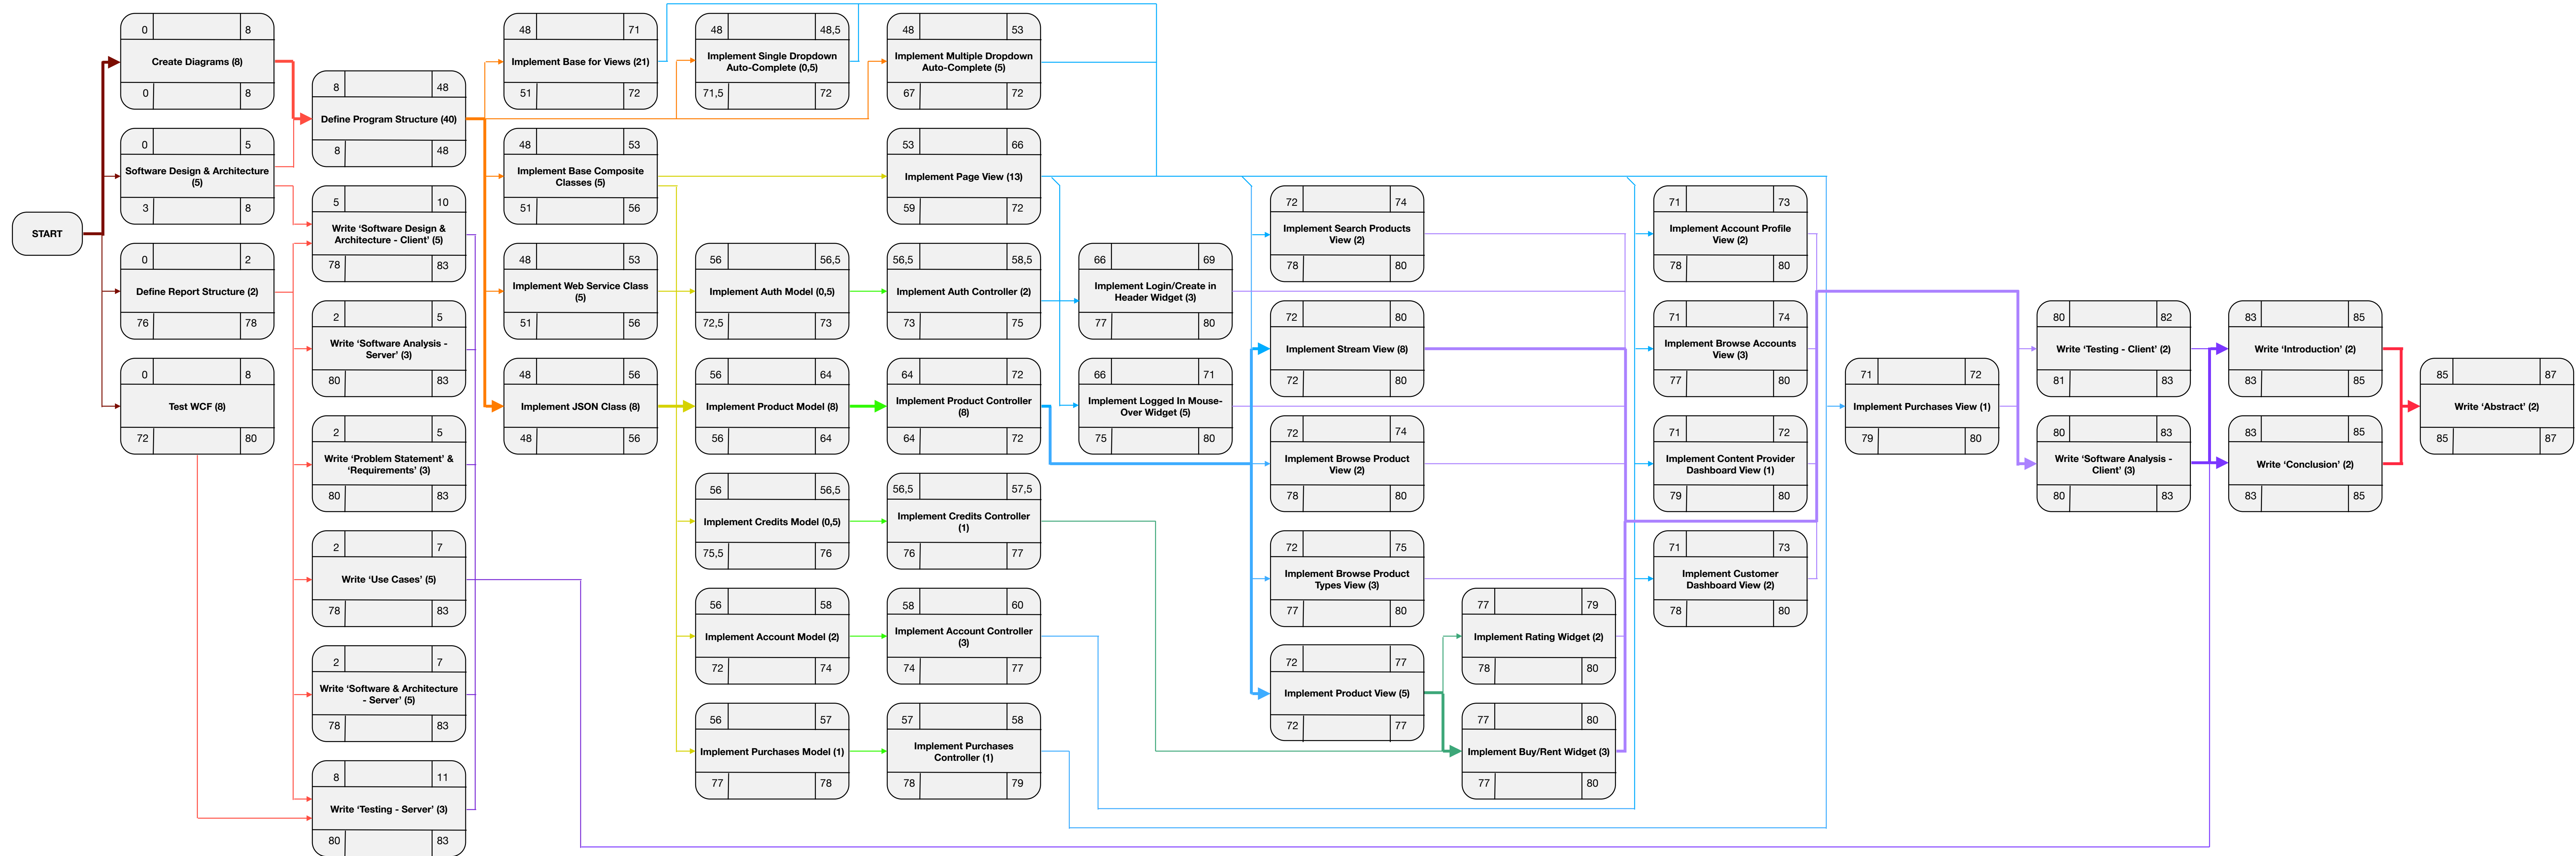 START
0 8
Create Diagrams (8)
0 8
0 5
Software Design & Architecture
(5)
3 8
0 2
Define Report Structure (2)
76 78
0 8
Test WCF (8)
72 80
8 48
Define Program Structure (40)
8 48
5 10
Write ‘Software Design &
Architecture - Client’ (5)
78 83
2 5
Write ‘Software Analysis -
Server’ (3)
80 83
2 5
Write ‘Problem Statement’ &
‘Requirements’ (3)
80 83
2 7
Write ‘Use Cases’ (5)
78 83
2 7
Write ‘Software & Architecture
- Server’ (5)
78 83
8 11
Write ‘Testing - Server’ (3)
80 83
48 71
Implement Base for Views (21)
51 72
48 53
Implement Base Composite
Classes (5)
51 56
48 53
Implement Web Service Class
(5)
51 56
48 56
Implement JSON Class (8)
48 56
48 48,5
Implement Single Dropdown
Auto-Complete (0,5)
71,5 72
56 56,5
Implement Auth Model (0,5)
72,5 73
56 64
Implement Product Model (8)
56 64
56 56,5
Implement Credits Model (0,5)
75,5 76
56 58
Implement Account Model (2)
72 74
56 57
Implement Purchases Model (1)
77 78
48 53
Implement Multiple Dropdown
Auto-Complete (5)
67 72
53 66
Implement Page View (13)
59 72
56,5 58,5
Implement Auth Controller (2)
73 75
64 72
Implement Product Controller
(8)
64 72
56,5 57,5
Implement Credits Controller
(1)
76 77
58 60
Implement Account Controller
(3)
74 77
57 58
Implement Purchases
Controller (1)
78 79
66 69
Implement Login/Create in
Header Widget (3)
77 80
66 71
Implement Logged In Mouse-
Over Widget (5)
75 80
72 74
Implement Search Products
View (2)
78 80
72 80
Implement Stream View (8)
72 80
72 74
Implement Browse Product
View (2)
78 80
72 75
Implement Browse Product
Types View (3)
77 80
72 77
Implement Product View (5)
72 77
77 79
Implement Rating Widget (2)
78 80
77 80
Implement Buy/Rent Widget (3)
77 80
71 73
Implement Account Profile
View (2)
78 80
71 74
Implement Browse Accounts
View (3)
77 80
71 72
Implement Content Provider
Dashboard View (1)
79 80
71 73
Implement Customer
Dashboard View (2)
78 80
71 72
Implement Purchases View (1)
79 80
80 82
Write ‘Testing - Client’ (2)
81 83
80 83
Write ‘Software Analysis -
Client’ (3)
80 83
83 85
Write ‘Introduction’ (2)
83 85
83 85
Write ‘Conclusion’ (2)
83 85
85 87
Write ‘Abstract’ (2)
85 87